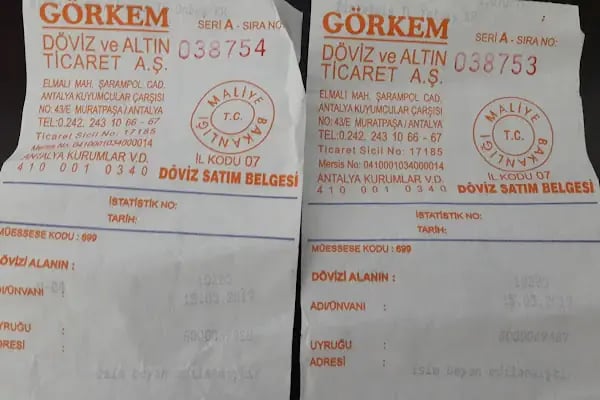 GÖRKEM
SERİ A - SIRA NO:
DÖVİZ ve ALTIN
038754
TİCARET A.Ş.
ELMALI MAH. ŞARAMPOL CAD.
ANTALYA KUYUMCULAR ÇARŞISI
NO: 43/E MURATPAŞA / ANTALYA
TEL:0.242. 243 10 66 - 67
Ticaret Sicil No: 17185
Mersis No: 0410001034000014
ANTALYA KURUMLAR V.D.
410 001 0340
MALİYE BAKANLIĞI
T.C.
İL KODU 07
DÖVİZ SATIM BELGESİ
İSTATİSTİK NO:
TARİH:
MÜESSESE KODU : 699
DÖVİZİ ALANIN :
ADI/ÜNVANI :
UYRUĞU :
ADRESİ :
GÖRKEM
SERİ A - SIRA NO:
DÖVİZ ve ALTIN
038753
TİCARET A.Ş.
ELMALI MAH. ŞARAMPOL CAD.
ANTALYA KUYUMCULAR ÇARŞISI
NO: 43/E MURATPAŞA / ANTALYA
TEL:0.242. 243 10 66 - 67
Ticaret Sicil No: 17185
Mersis No: 0410001034000014
ANTALYA KURUMLAR V.D.
410 001 0340
MALİYE BAKANLIĞI
T.C.
İL KODU 07
DÖVİZ SATIM BELGESİ
İSTATİSTİK NO:
TARİH:
MÜESSESE KODU : 699
DÖVİZİ ALANIN :
ADI/ÜNVANI :
UYRUĞU :
ADRESİ :